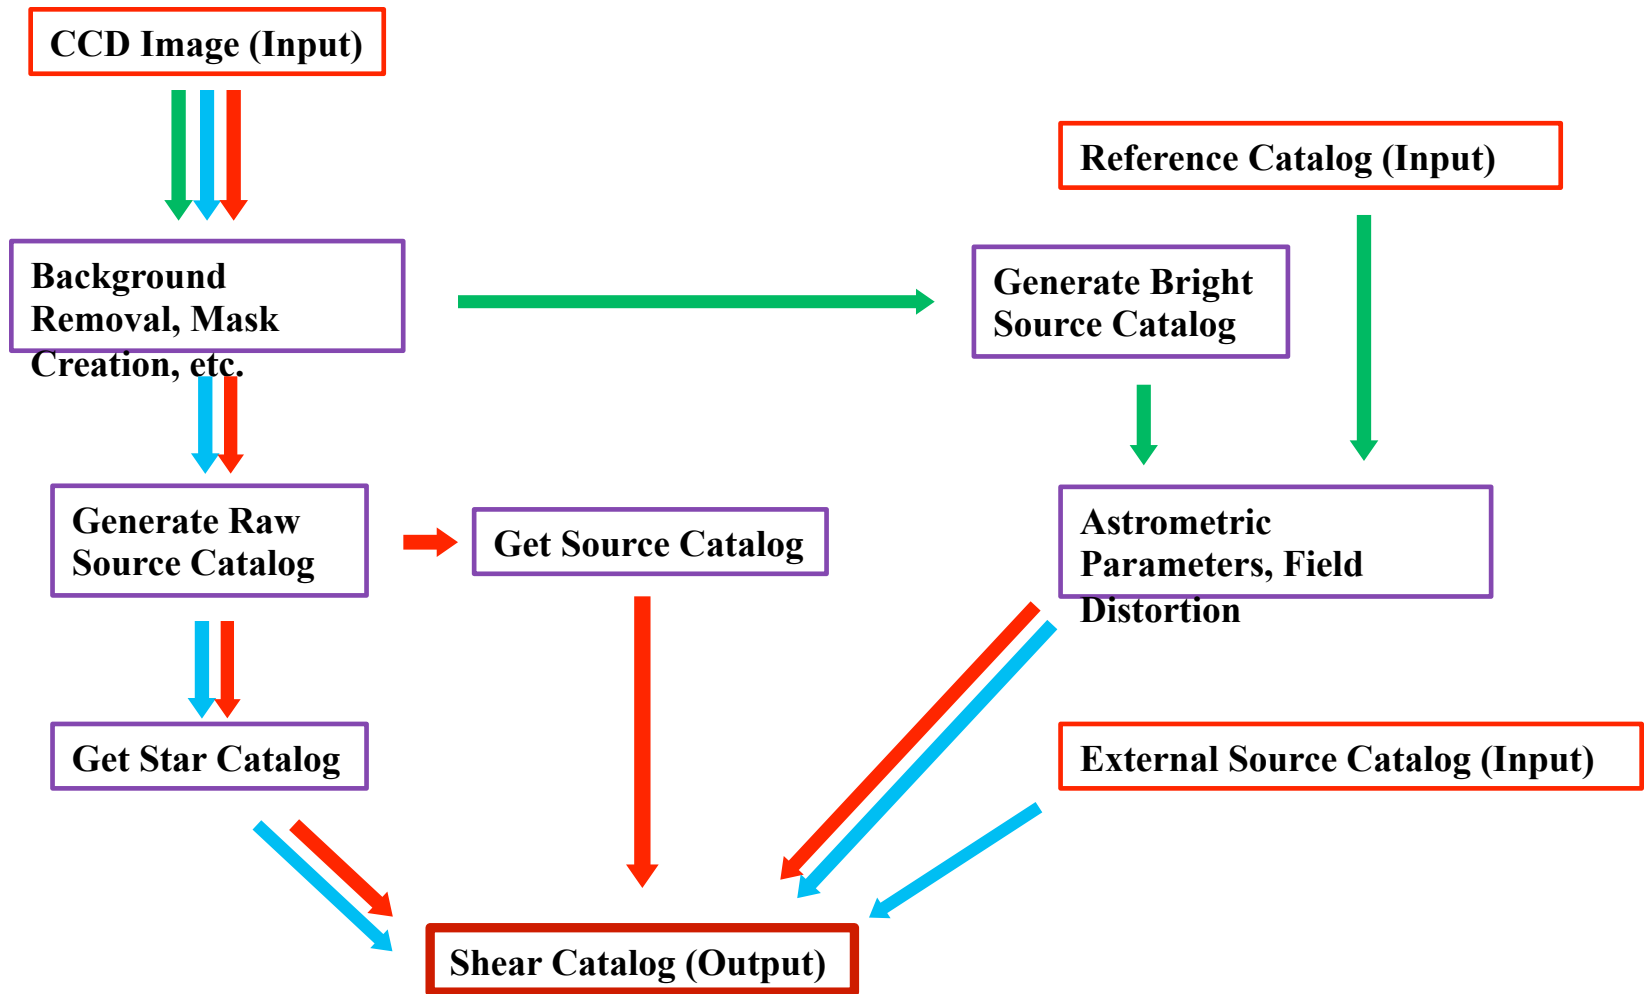 CCD Image (Input)
Reference Catalog (Input)
Background
Removal, Mask
Creation, etc.
Generate Bright
Source Catalog
Generate Raw
Source Catalog
Get Source Catalog
Astrometric
Parameters, Field
Distortion
Get Star Catalog
External Source Catalog (Input)
Shear Catalog (Output)